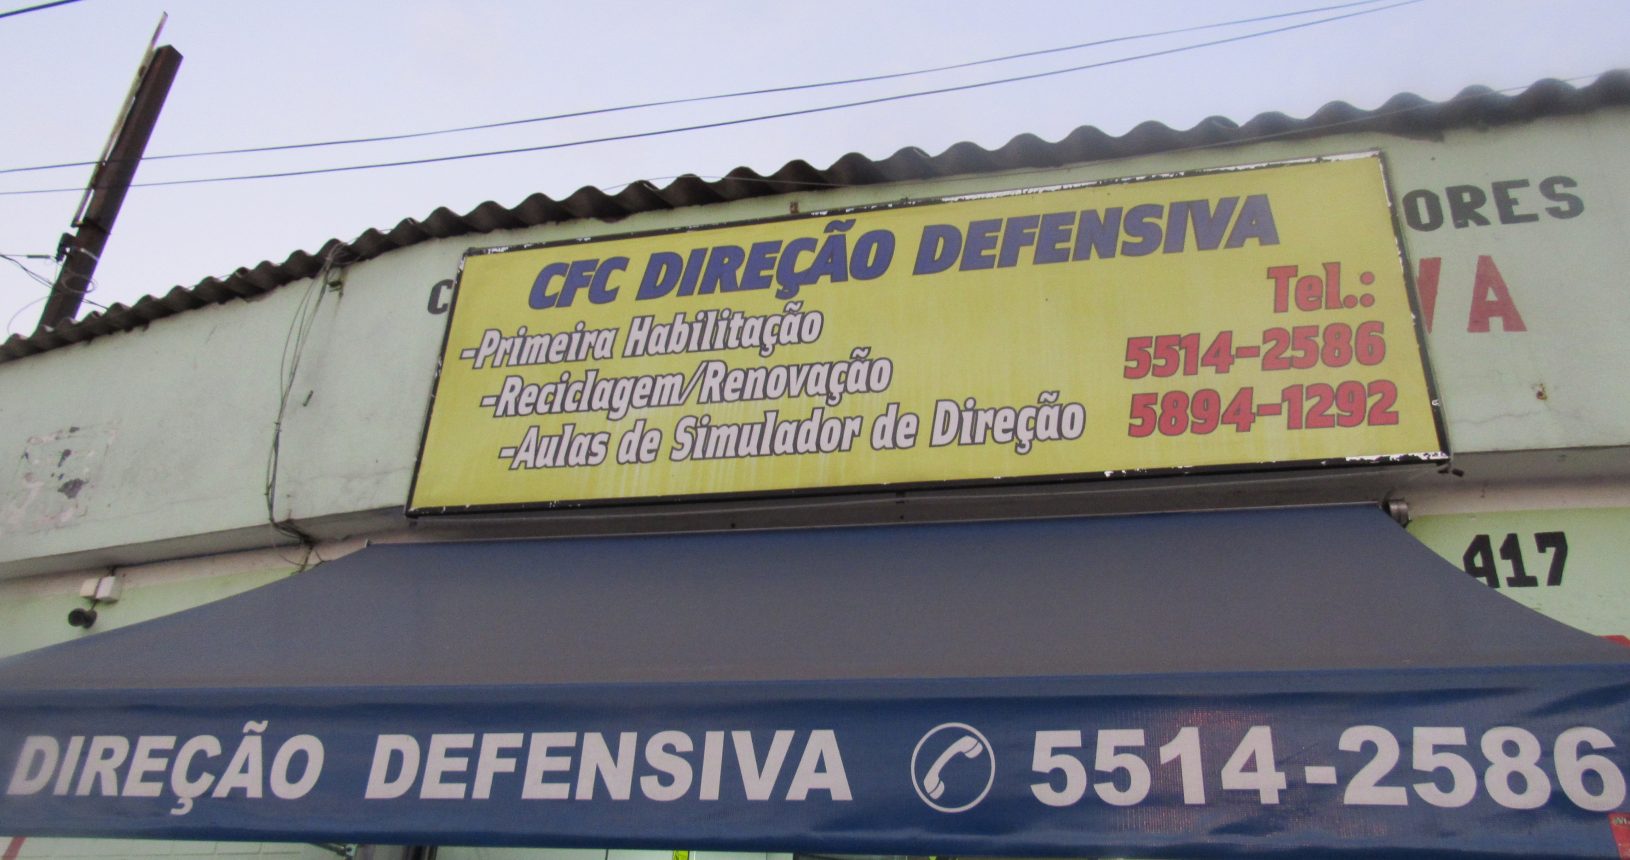 CFC DIREÇÃO DEFENSIVA
-Primeira Habilitação
-Reciclagem/Renovação
-Aulas de Simulador de Direção
Tel.:
5514-2586
5894-1292
C
ORES
VA
417
DIREÇÃO DEFENSIVA 5514-2586